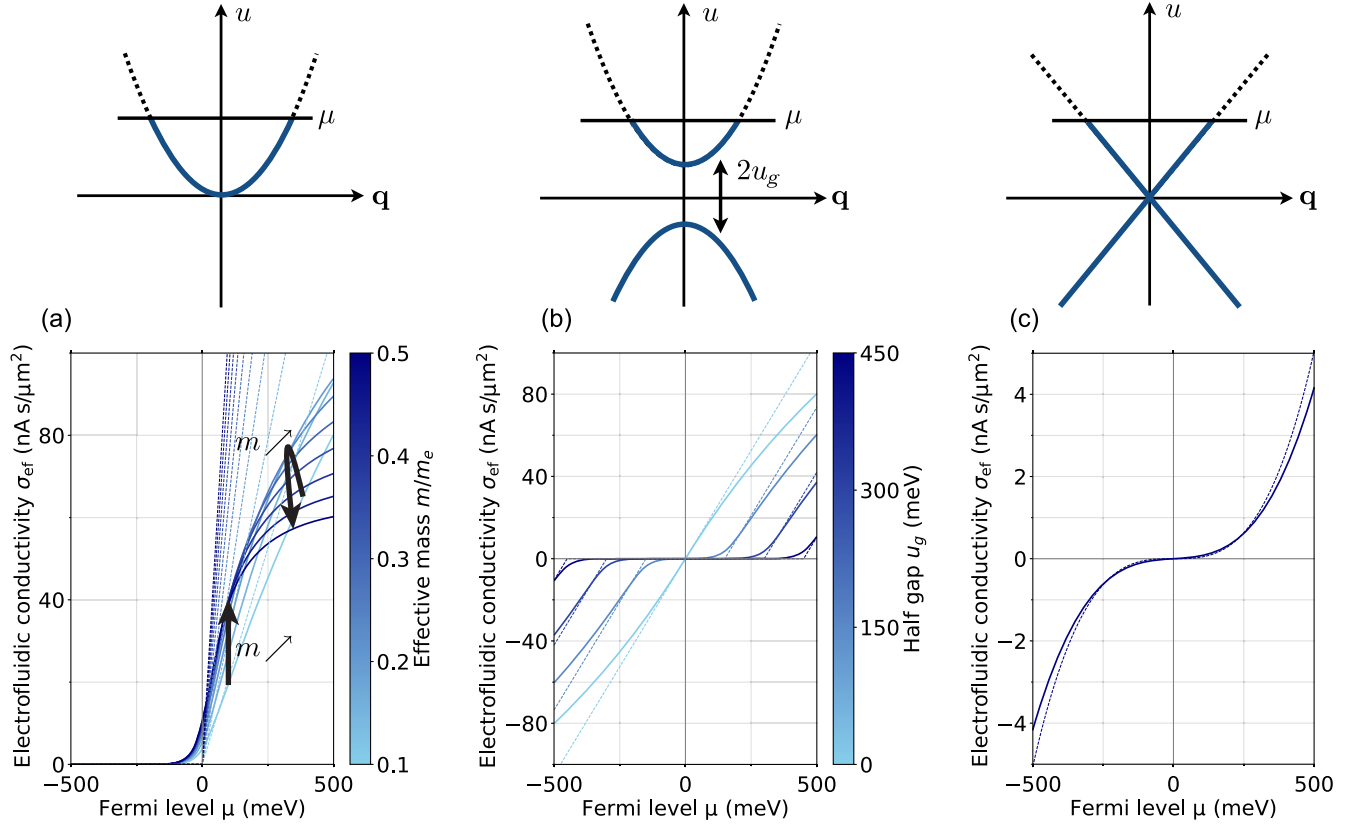 u
μ
q
u
μ
2u_g
q
u
μ
q
(a)
Electrofluidic conductivity σ_ef (nA s/μm²)
80
40
0
−500
0
500
Fermi level μ (meV)
m ↗
m ↗
0.5
0.4
0.3
0.2
0.1
Effective mass m/m_e
(b)
Electrofluidic conductivity σ_ef (nA s/μm²)
80
40
0
−40
−80
−500
0
500
Fermi level μ (meV)
450
300
150
0
Half gap u_g (meV)
(c)
Electrofluidic conductivity σ_ef (nA s/μm²)
4
2
0
−2
−4
−500
0
500
Fermi level μ (meV)